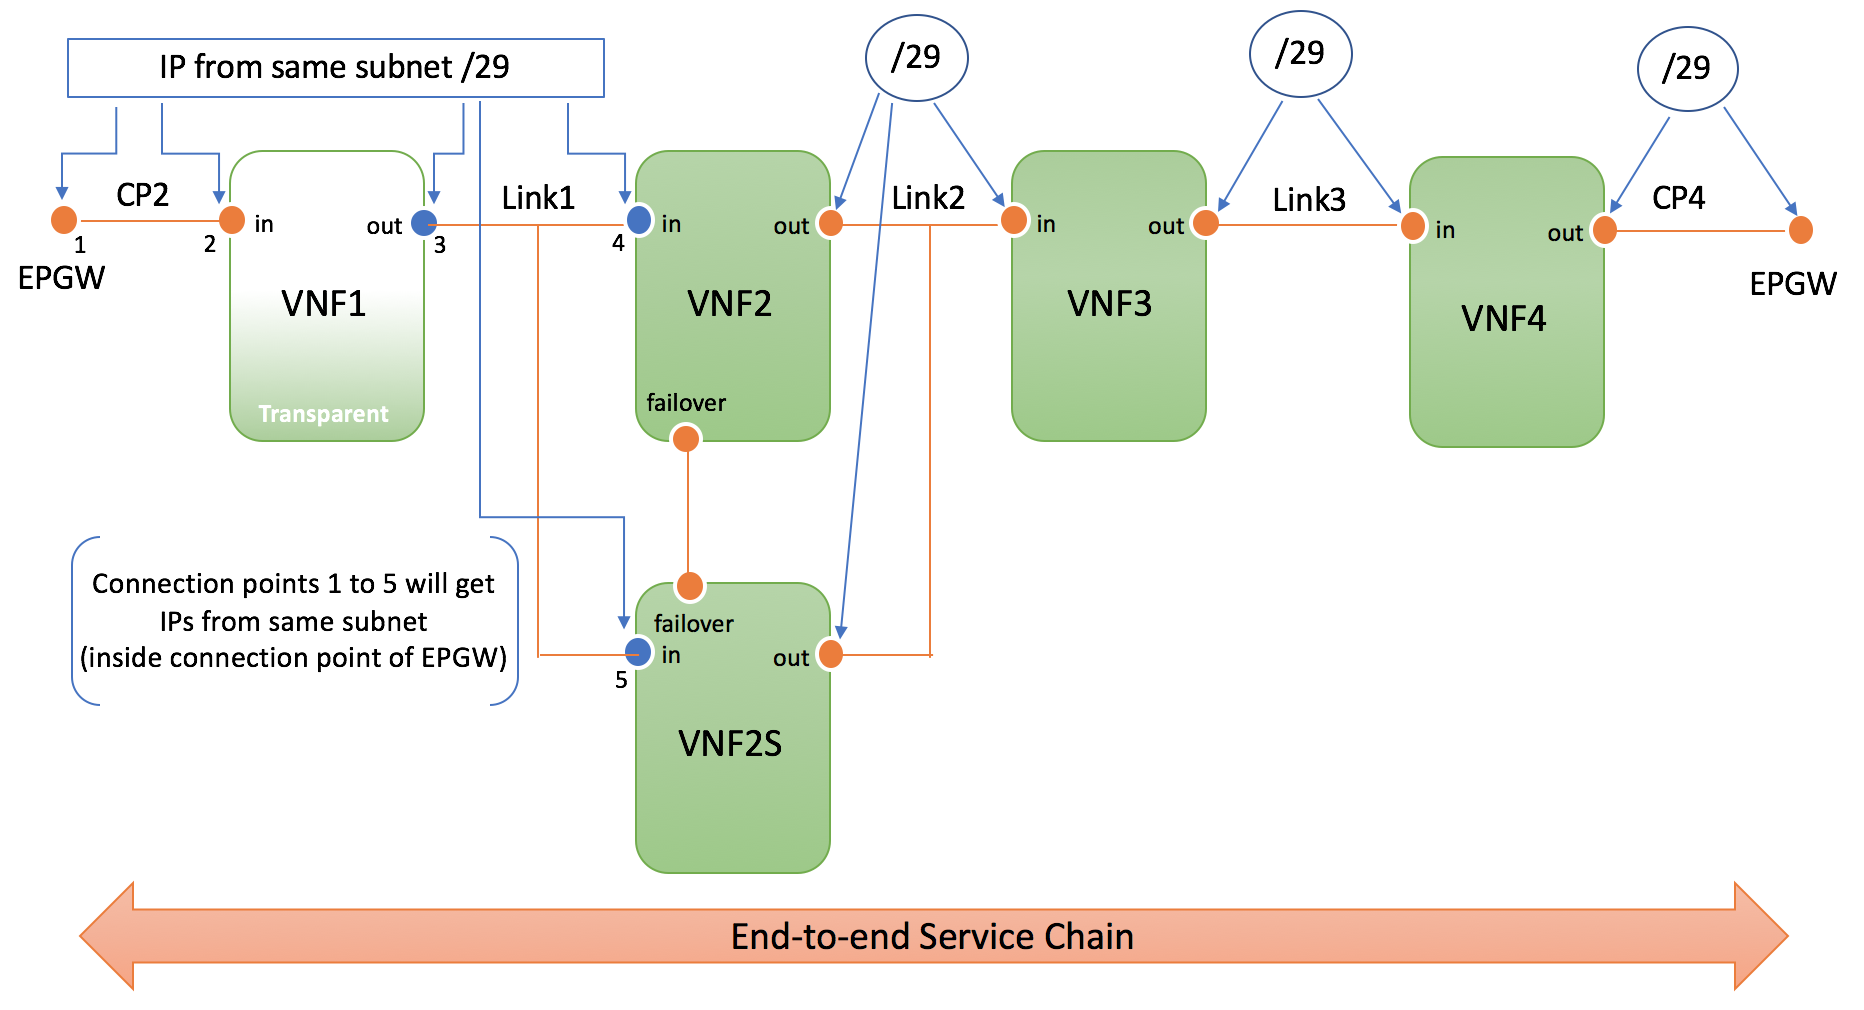 IP from same subnet /29
/29
/29
/29
CP2
Link1
Link2
Link3
CP4
1
2
in
out
3
4
in
out
in
out
in
out
EPGW
EPGW
VNF1
VNF2
VNF3
VNF4
Transparent
failover
Connection points 1 to 5 will get
IPs from same subnet
(inside connection point of EPGW)
failover
in
out
5
VNF2S
End-to-end Service Chain